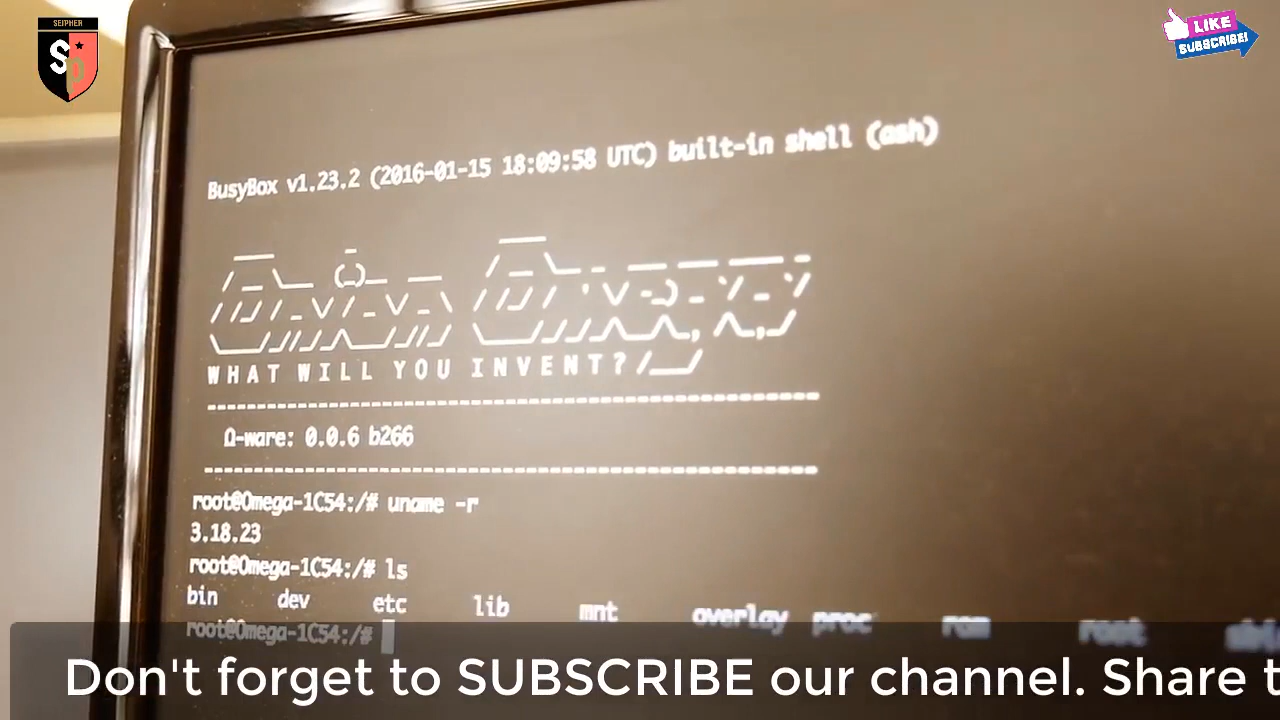 SEIPHER
SP
LIKE
SUBSCRIBE!
BusyBox v1.23.2 (2016-01-15 18:09:58 UTC) built-in shell (ash)
WHAT WILL YOU INVENT?
Ω-ware: 0.0.6 b266
root@Omega-1C54:/# uname -r
3.18.23
root@Omega-1C54:/# ls
bin dev etc lib mnt overlay proc rom root
root@Omega-1C54:/#
Don't forget to SUBSCRIBE our channel. Share t